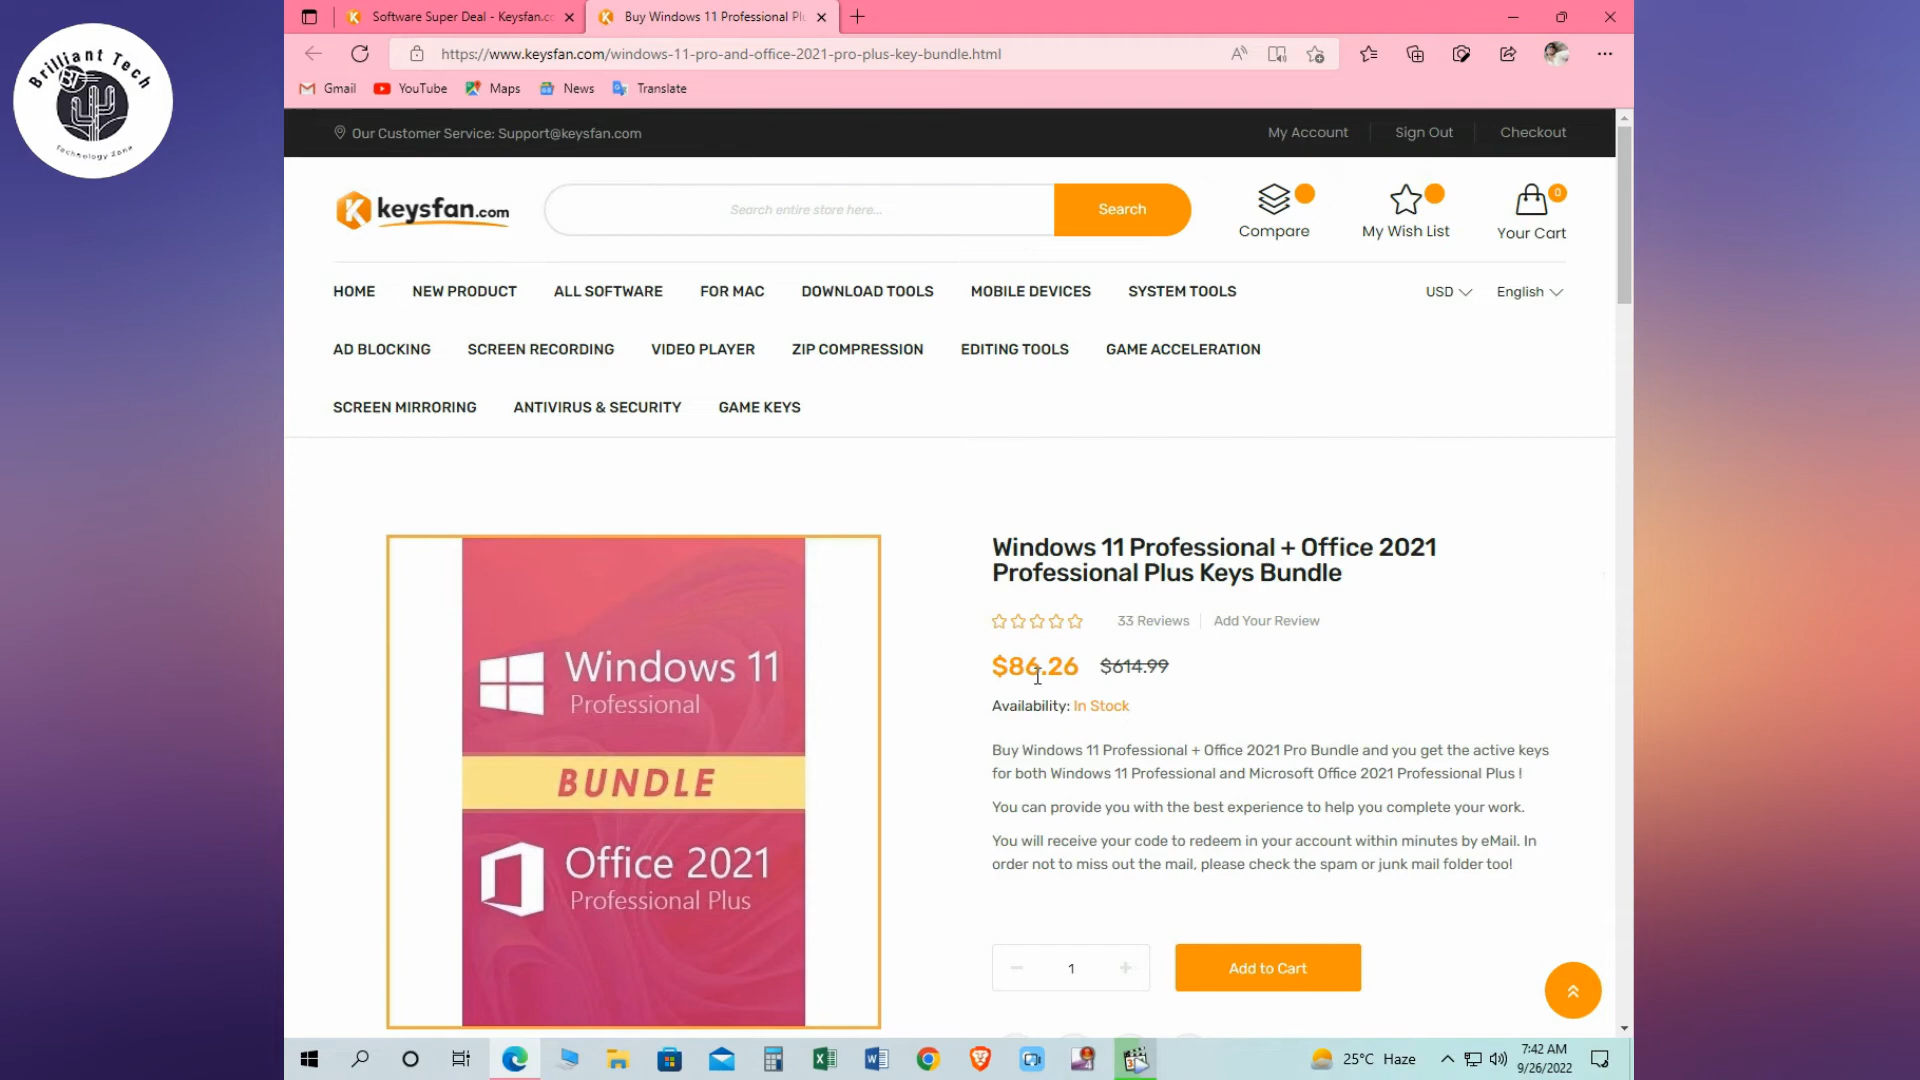 Brilliant Tech
BT
Technology Zone
Software Super Deal - Keysfan.cc
Buy Windows 11 Professional Pl
https://www.keysfan.com/windows-11-pro-and-office-2021-pro-plus-key-bundle.html
Gmail YouTube Maps News Translate
Our Customer Service: Support@keysfan.com
My Account Sign Out Checkout
keysfan.com
Search entire store here...
Search
0
Compare My Wish List Your Cart
HOME NEW PRODUCT ALL SOFTWARE FOR MAC DOWNLOAD TOOLS MOBILE DEVICES SYSTEM TOOLS
USD English
AD BLOCKING SCREEN RECORDING VIDEO PLAYER ZIP COMPRESSION EDITING TOOLS GAME ACCELERATION
SCREEN MIRRORING ANTIVIRUS & SECURITY GAME KEYS
Windows 11
Professional
BUNDLE
Office 2021
Professional Plus
Windows 11 Professional + Office 2021
Professional Plus Keys Bundle
33 Reviews Add Your Review
$86.26 $614.99
Availability: In Stock
Buy Windows 11 Professional + Office 2021 Pro Bundle and you get the active keys
for both Windows 11 Professional and Microsoft Office 2021 Professional Plus !
You can provide you with the best experience to help you complete your work.
You will receive your code to redeem in your account within minutes by eMail. In
order not to miss out the mail, please check the spam or junk mail folder too!
1
Add to Cart
25°C Haze
7:42 AM
9/26/2022